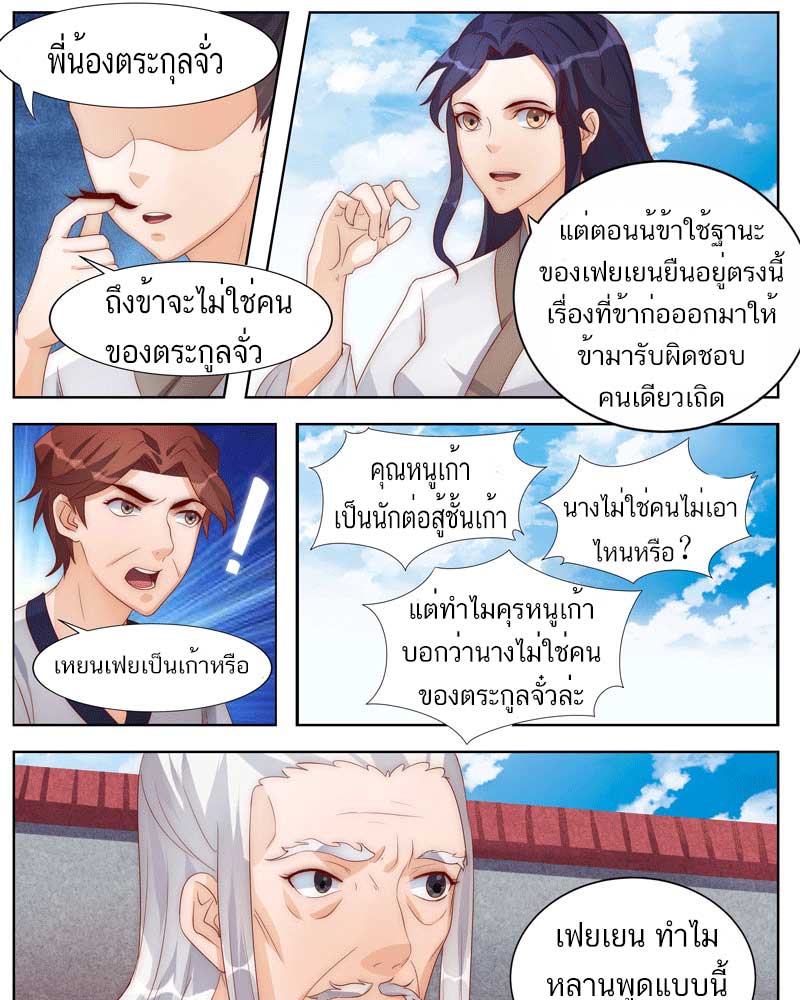 พี่น้องตระกุลจั่ว
ถึงข้าจะไม่ใช่คน
ของตระกูลจั่ว
แต่ตอนน้ข้าใช้ฐานะ
ของเฟยเยนยืนอยู่ตรงนี้
เรื่องที่ข้าก่อออกมาให้
ข้ามารับผิดชอบ
คนเดียวเถิด
!
เหยนเฟยเป็นเก้าหรือ
คุณหนูเก้า
เป็นนักต่อสู้ชั้นเก้า
นางไม่ใช่คนไม่เอา
ไหนหรือ?
แต่ทำไมคุรหนูเก้า
บอกว่านางไม่ใช่คน
ของตระกูลจั๋วล่ะ
เฟยเยน ทำไม
หลานพูดแบบนี้